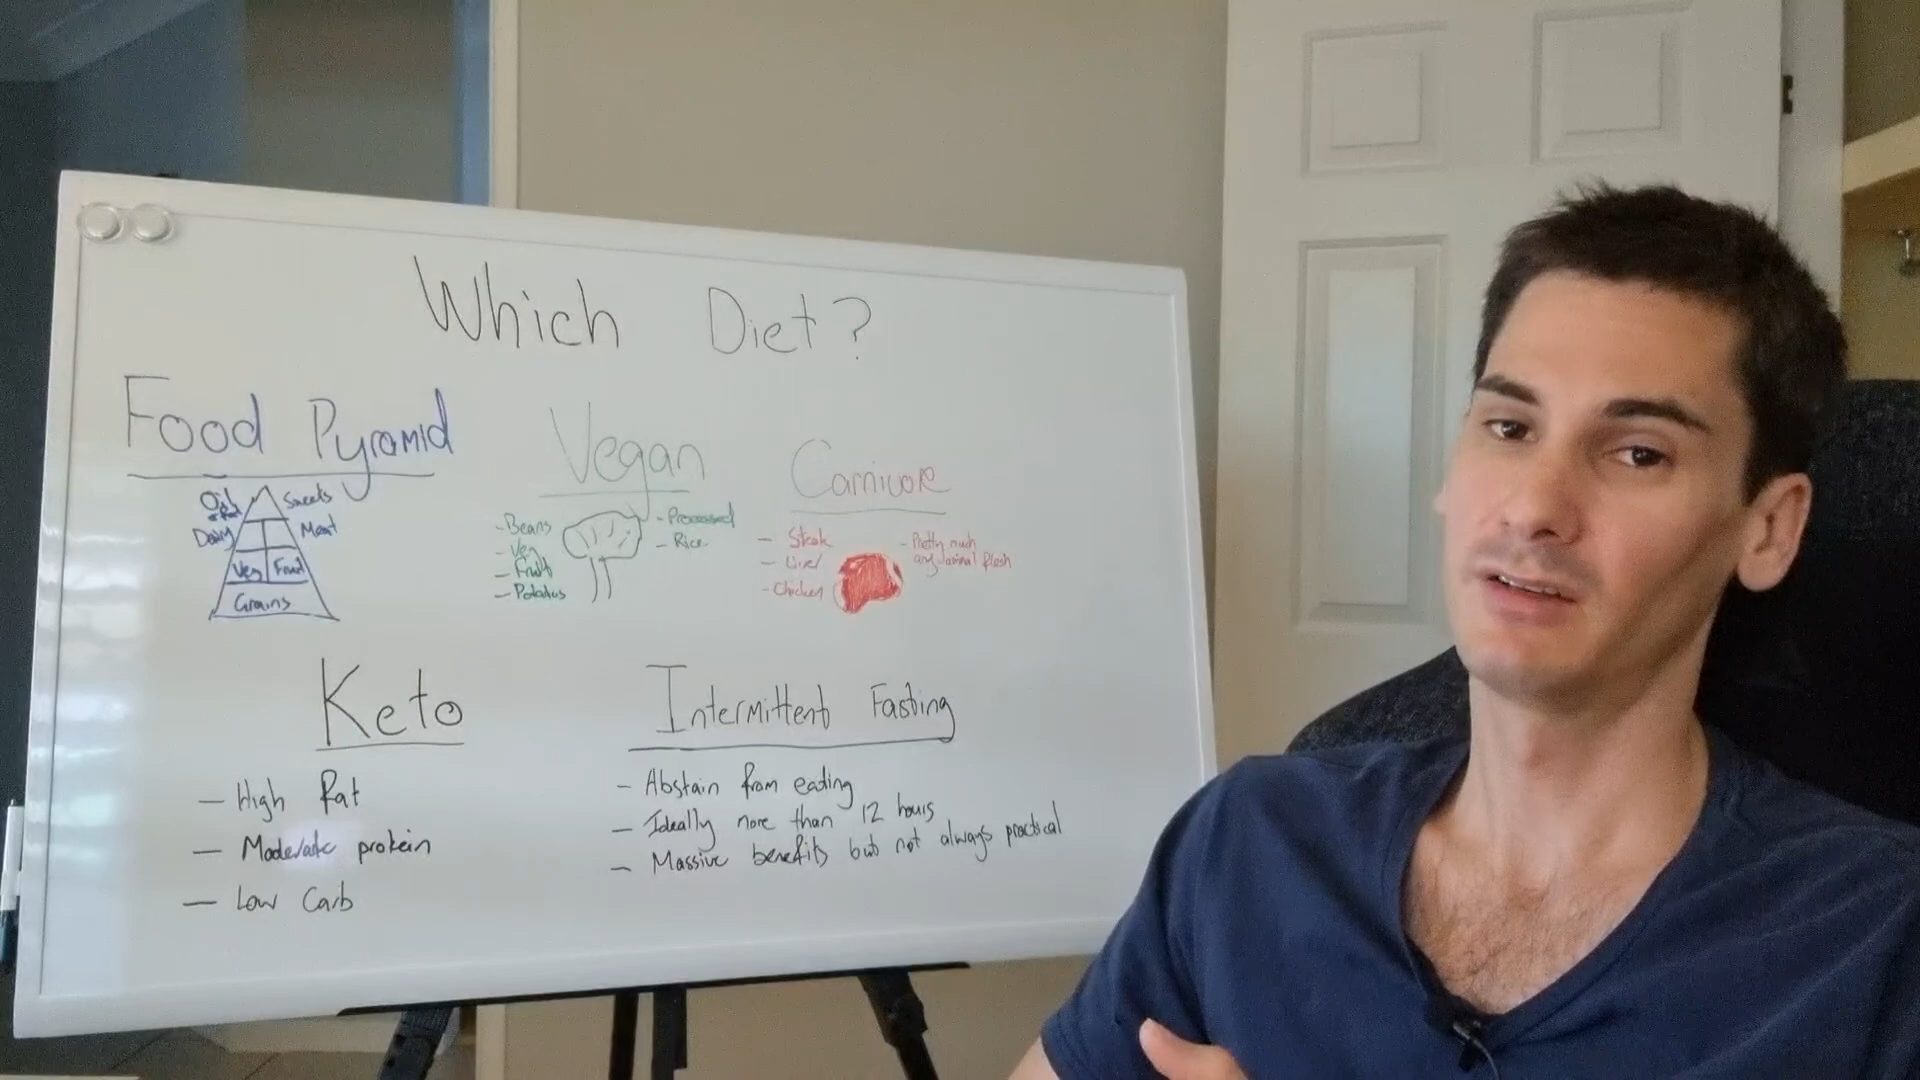 Which Diet?
Food Pyramid
Oil
Sweets
Dairy
Meat
Veg
Fruit
Grains
Vegan
- Beans
- Veg
- Fruit
- Potatoes
- Processed
- Rice
Carnivore
- Steak
- Liver
- Chicken
- Pretty much
any animal flesh
Keto
- High Fat
- Moderate protein
- Low Carb
Intermittent Fasting
- Abstain from eating
- Ideally more than 12 hours
- Massive benefits but not always practical